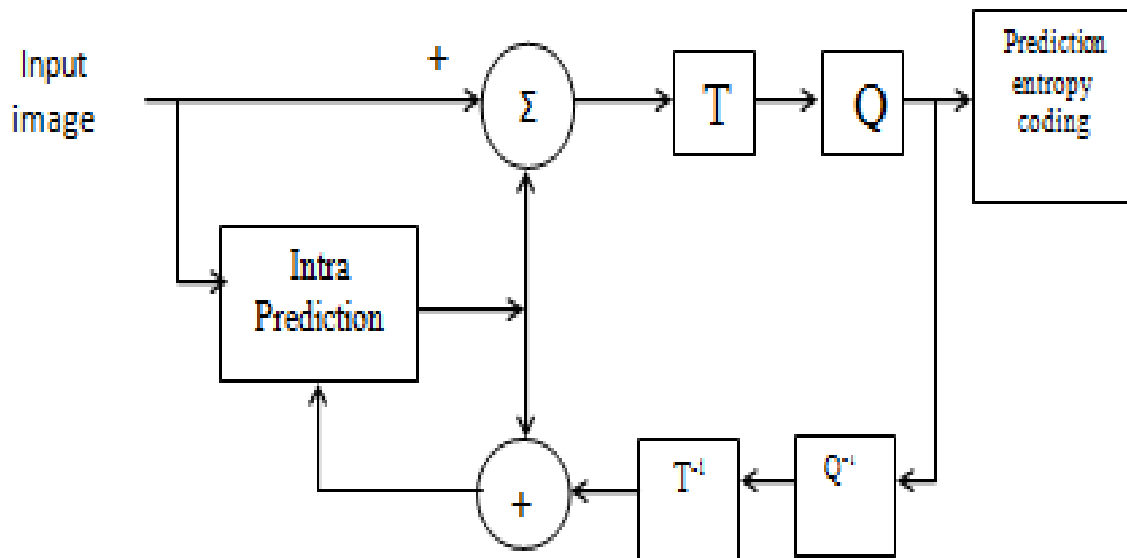 Input
image
+
Σ
T
Q
Prediction
entropy
coding
Intra
Prediction
+
T⁻¹
Q⁻¹